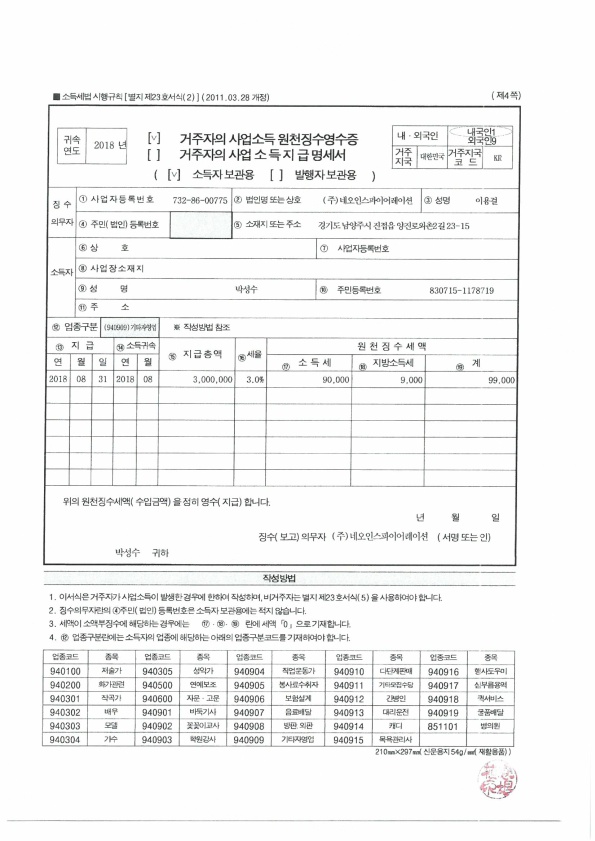 ■ 소득세법 시행규칙 [ 별지 제23호서식(2) ] ( 2011. 03. 28 개정)
( 제4쪽)
귀속 연도 2018 년
[v] 거주자의 사업소득 원천징수영수증
[ ] 거주자의 사업 소 득 지 급 명세서
( [v] 소득자 보관용 [ ] 발행자 보관용 )
내 · 외국인 내국인1 외국인9
거주 지국 대한민국 거주지국 코 드 KR
징 수 의무자
① 사 업 자 등 록 번 호 732-86-00775 ② 법인명 또는 상호 (주)네오인스파이어레이션 ③ 성명 이용걸
④ 주민( 법인) 등록번호 ⑤ 소 재 지 또는 주소 경기도 남양주시 진접읍 양진로와촌2길 23-15
소득자
⑥ 상 호 ⑦ 사업자등록번호
⑧ 사 업 장 소 재 지
⑨ 성 명 박성수 ⑩ 주민등록번호 830715-1178719
⑪ 주 소
⑫ 업종구분 (940909)기타자영업 ※ 작성방법 참조
⑬ 지 급 ⑭ 소득귀속 ⑮ 지 급 총 액 ⑯ 세율 원 천 징 수 세 액
연 월 일 연 월 ⑰ 소 득 세 ⑱ 지방소득세 ⑲ 계
2018 08 31 2018 08 3,000,000 3.0% 90,000 9,000 99,000
위의 원천징수세액( 수입금액) 을 정히 영수( 지급) 합니다.
년 월 일
징수( 보고) 의무자 (주)네오인스파이어레이션 ( 서명 또는 인)
박성수 귀하
작성방법
1. 이서식은 거주자가 사업소득이 발생한 경우에 한하여 작성하며, 비거주자는 별지 제23호서식( 5) 을 사용하여야 합니다.
2. 징수의무자란의 ④주민( 법인) 등록번호은 소득자 보관용에는 적지 않습니다.
3. 세액이 소액부징수에 해당하는 경우에는 ⑰ · ⑱ · ⑲ 란에 세액 「0」으로 기재합니다.
4. ⑫ 업종구분란에는 소득자의 업종에 해당하는 아래의 업종구분코드를 기재하여야 합니다.
업종코드 종목 업종코드 종목 업종코드 종목 업종코드 종목 업종코드 종목
940100 저술가 940305 성악가 940904 직업운동가 940910 다단계판매 940916 행사도우미
940200 화가관련 940500 연예보조 940905 봉사료수취자 940911 기타모집수당 940917 심부름용역
940301 작곡가 940600 자문 · 고문 940906 보험설계 940912 간병인 940918 퀵서비스
940302 배우 940901 바둑기사 940907 음료배달 940913 대리운전 940919 물품배달
940303 모델 940902 꽃꽂이교사 940908 방판. 외판 940914 캐디 851101 병의원
940304 가수 940903 학원강사 940909 기타자영업 940915 목욕관리사
210㎜×297㎜( 신문용지 54g/㎡( 재활용품) )